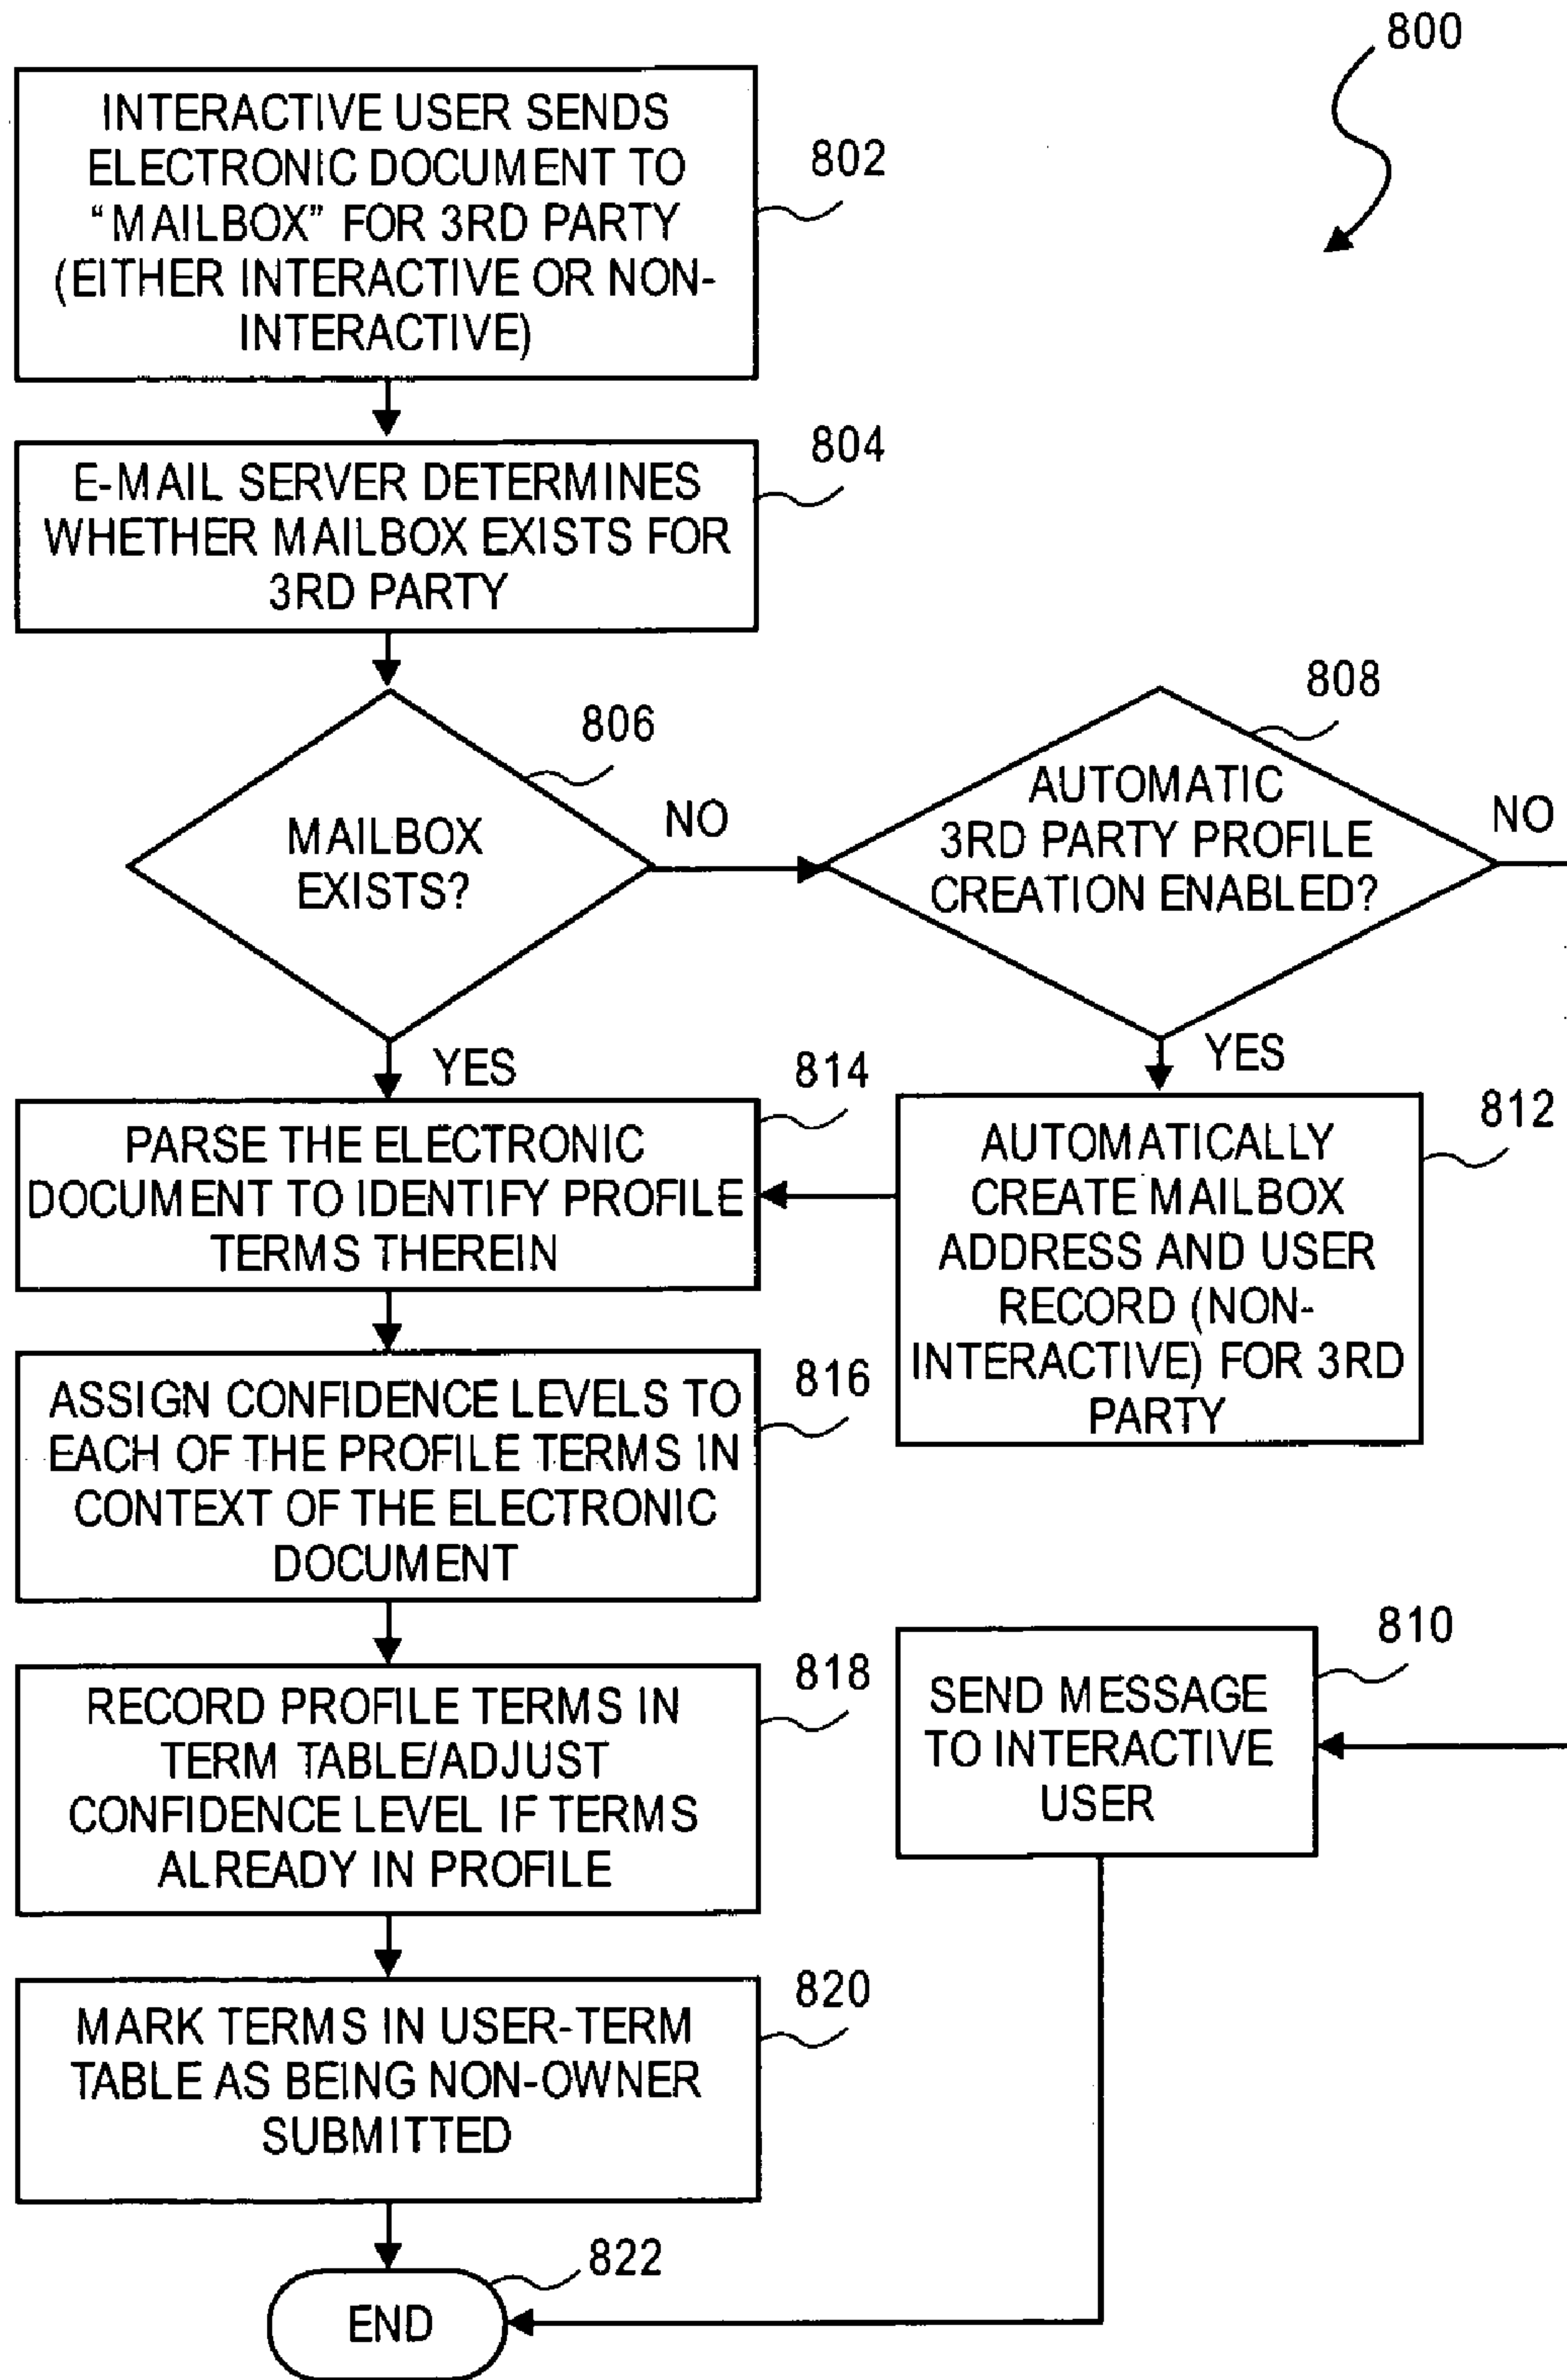 800
INTERACTIVE USER SENDS
ELECTRONIC DOCUMENT TO
“MAILBOX” FOR 3RD PARTY
(EITHER INTERACTIVE OR NON-
INTERACTIVE)
802
E-MAIL SERVER DETERMINES
WHETHER MAILBOX EXISTS FOR
3RD PARTY
804
MAILBOX
EXISTS?
806
NO
YES
AUTOMATIC
3RD PARTY PROFILE
CREATION ENABLED?
808
NO
YES
AUTOMATICALLY
CREATE MAILBOX
ADDRESS AND USER
RECORD (NON-
INTERACTIVE) FOR 3RD
PARTY
812
PARSE THE ELECTRONIC
DOCUMENT TO IDENTIFY PROFILE
TERMS THEREIN
814
ASSIGN CONFIDENCE LEVELS TO
EACH OF THE PROFILE TERMS IN
CONTEXT OF THE ELECTRONIC
DOCUMENT
816
RECORD PROFILE TERMS IN
TERM TABLE/ADJUST
CONFIDENCE LEVEL IF TERMS
ALREADY IN PROFILE
818
SEND MESSAGE
TO INTERACTIVE
USER
810
MARK TERMS IN USER-TERM
TABLE AS BEING NON-OWNER
SUBMITTED
820
END
822